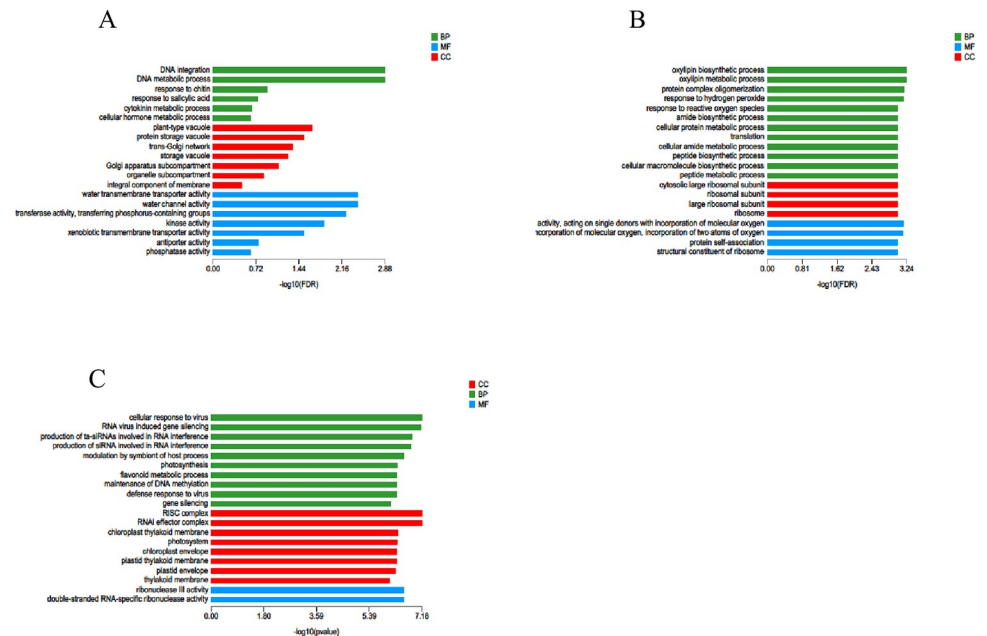 A
BP
MF
CC
DNA integration
DNA metabolic process
response to chitin
response to salicylic acid
cytokinin metabolic process
cellular hormone metabolic process
plant-type vacuole
protein storage vacuole
trans-Golgi network
storage vacuole
Golgi apparatus subcompartment
organelle subcompartment
integral component of membrane
water transmembrane transporter activity
water channel activity
transferase activity, transferring phosphorus-containing groups
kinase activity
xenobiotic transmembrane transporter activity
antiporter activity
phosphatase activity
0.00 0.72 1.44 2.16 2.88
-log10(FDR)
B
BP
MF
CC
oxylipin biosynthetic process
oxylipin metabolic process
protein complex oligomerization
response to hydrogen peroxide
response to reactive oxygen species
amide biosynthetic process
cellular protein metabolic process
translation
cellular amide metabolic process
peptide biosynthetic process
cellular macromolecule biosynthetic process
peptide metabolic process
cytosolic large ribosomal subunit
ribosomal subunit
large ribosomal subunit
ribosome
activity, acting on single donors with incorporation of molecular oxygen
ncorporation of molecular oxygen, incorporation of two atoms of oxygen
protein self-association
structural constituent of ribosome
0.00 0.81 1.62 2.43 3.24
-log10(FDR)
C
CC
BP
MF
cellular response to virus
RNA virus induced gene silencing
production of ta-siRNAs involved in RNA interference
production of siRNA involved in RNA interference
modulation by symbiont of host process
photosynthesis
flavonoid metabolic process
maintenance of DNA methylation
defense response to virus
gene silencing
RISC complex
RNAi effector complex
chloroplast thylakoid membrane
photosystem
chloroplast envelope
plastid thylakoid membrane
plastid envelope
thylakoid membrane
ribonuclease III activity
double-stranded RNA-specific ribonuclease activity
0.00 1.80 3.59 5.39 7.18
-log10(pvalue)